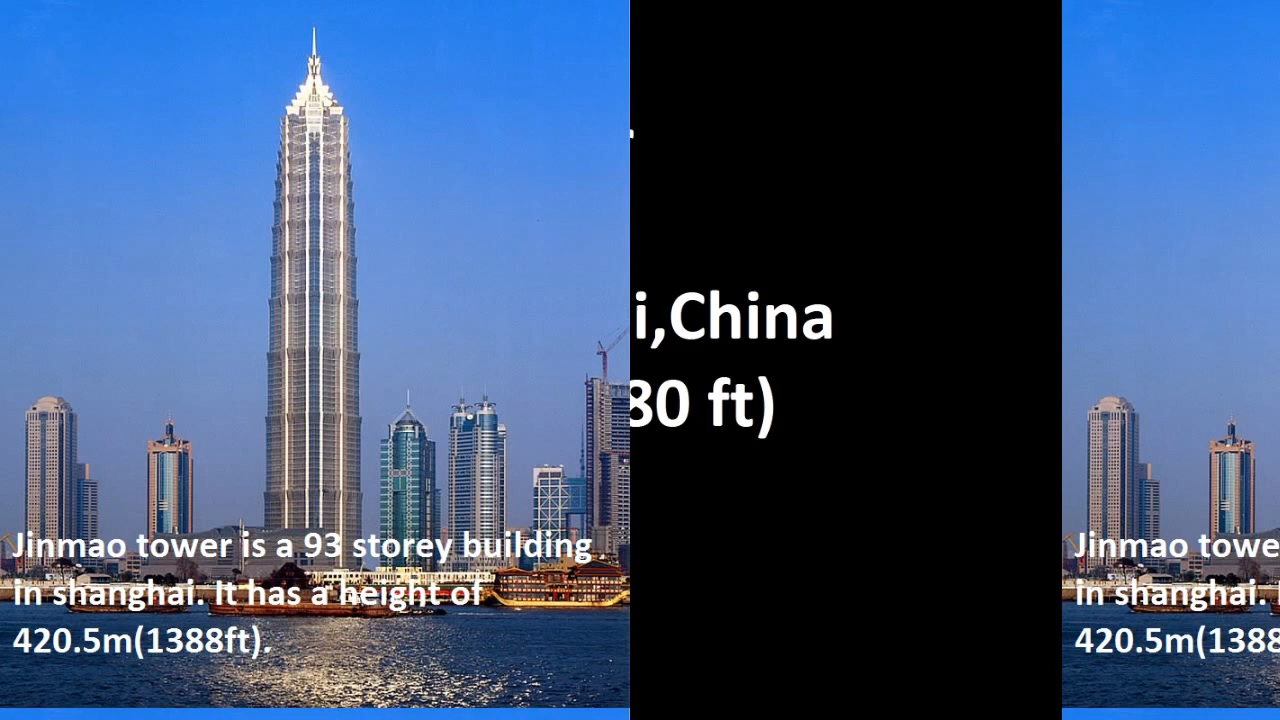 Jinmao tower is a 93 storey building
in shanghai. It has a height of
420.5m(1388ft).
i,China
80 ft)
Jinmao towe
in shanghai.
420.5m(1388